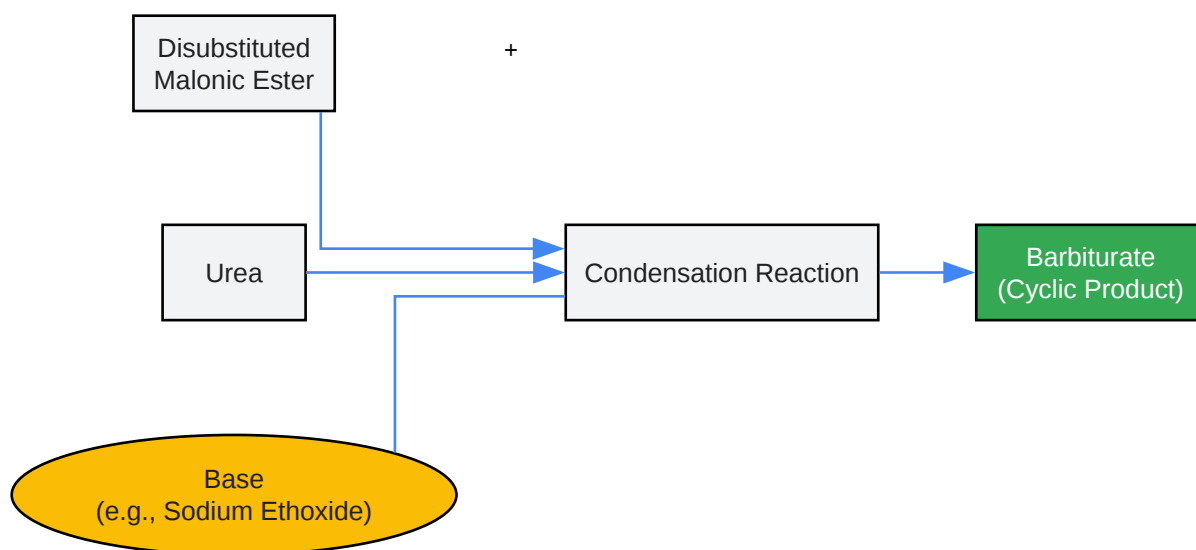 Disubstituted
Malonic Ester
+
Urea
Condensation Reaction
Barbiturate
(Cyclic Product)
Base
(e.g., Sodium Ethoxide)